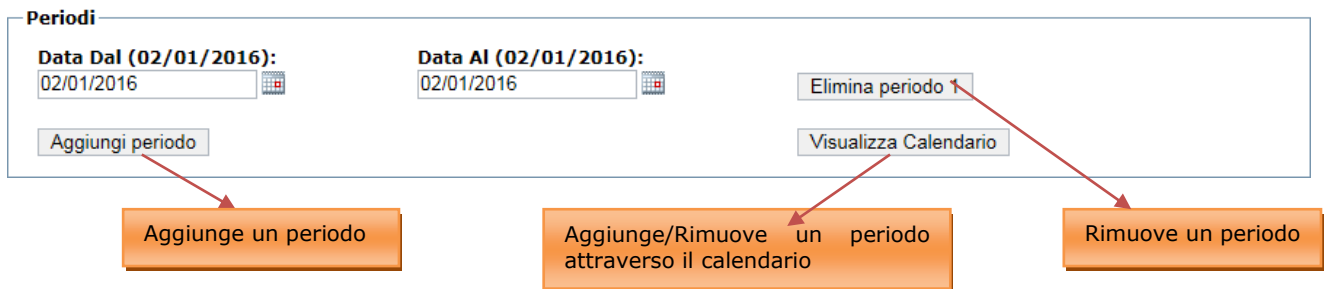 Periodi
Data Dal (02/01/2016): Data Al (02/01/2016):
02/01/2016 02/01/2016 Elimina periodo 1
Aggiungi periodo Visualizza Calendario
Aggiunge un periodo
Aggiunge/Rimuove un periodo
attraverso il calendario
Rimuove un periodo